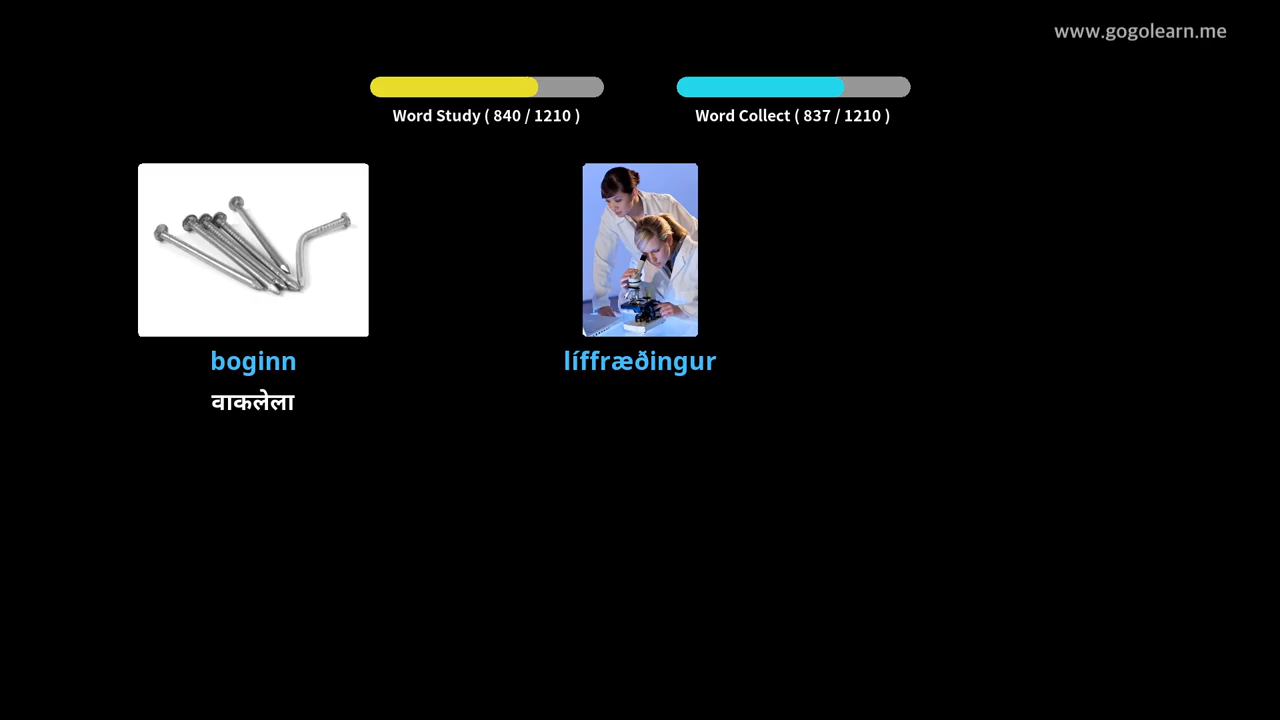 www.gogolearn.me
Word Study ( 840 / 1210 )
Word Collect ( 837 / 1210 )
boginn
वाकलेला
líffræðingur